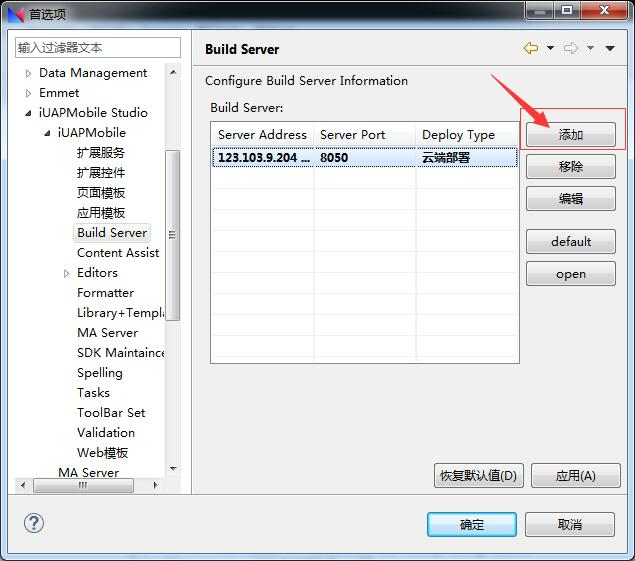 首选项
输入过滤器文本
Data Management
Emmet
iUAPMobile Studio
iUAPMobile
扩展服务
扩展控件
页面模板
应用模板
Build Server
Content Assist
Editors
Formatter
Library+Templa
MA Server
SDK Maintaince
Spelling
Tasks
ToolBar Set
Validation
Web模板
MA Server
Build Server
Configure Build Server Information
Build Server:
Server Address Server Port Deploy Type
123.103.9.204 ... 8050 云端部署
添加
移除
编辑
default
open
恢复默认值(D) 应用(A)
确定 取消